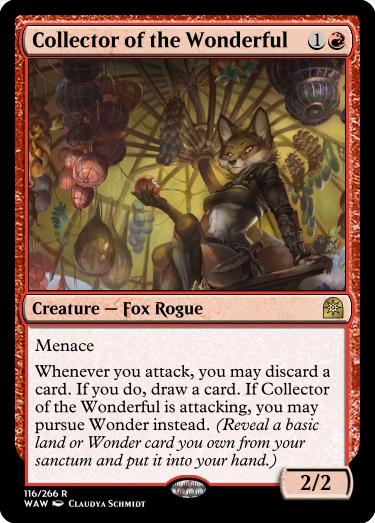 Collector of the Wonderful 1
Creature — Fox Rogue
Menace
Whenever you attack, you may discard
a card. If you do, draw a card. If Collector
of the Wonderful is attacking, you may
pursue Wonder instead. (Reveal a basic
land or Wonder card you own from your
sanctum and put it into your hand.)
2/2
116/266 R
WAW Claudya Schmidt